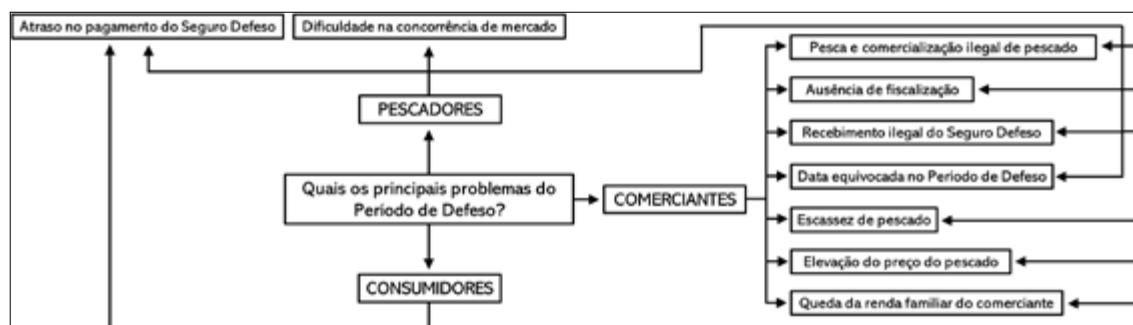 Atraso no pagamento do Seguro Defeso
Dificuldade na concorrência de mercado
Pesca e comercialização ilegal de pescado
Ausência de fiscalização
PESCADORES
Recebimento ilegal do Seguro Defeso
Data equivocada no Período de Defeso
Quais os principais problemas do
Período de Defeso?
COMERCIANTES
Escassez de pescado
Elevação do preço do pescado
CONSUMIDORES
Queda da renda familiar do comerciante